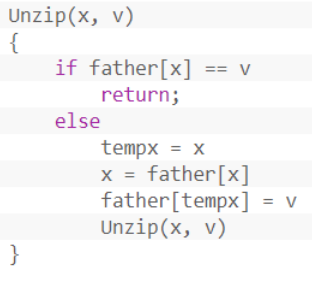 Unzip(x, v)
{
    if father[x] == v
        return;
    else
        tempx = x
        x = father[x]
        father[tempx] = v
        Unzip(x, v)
}